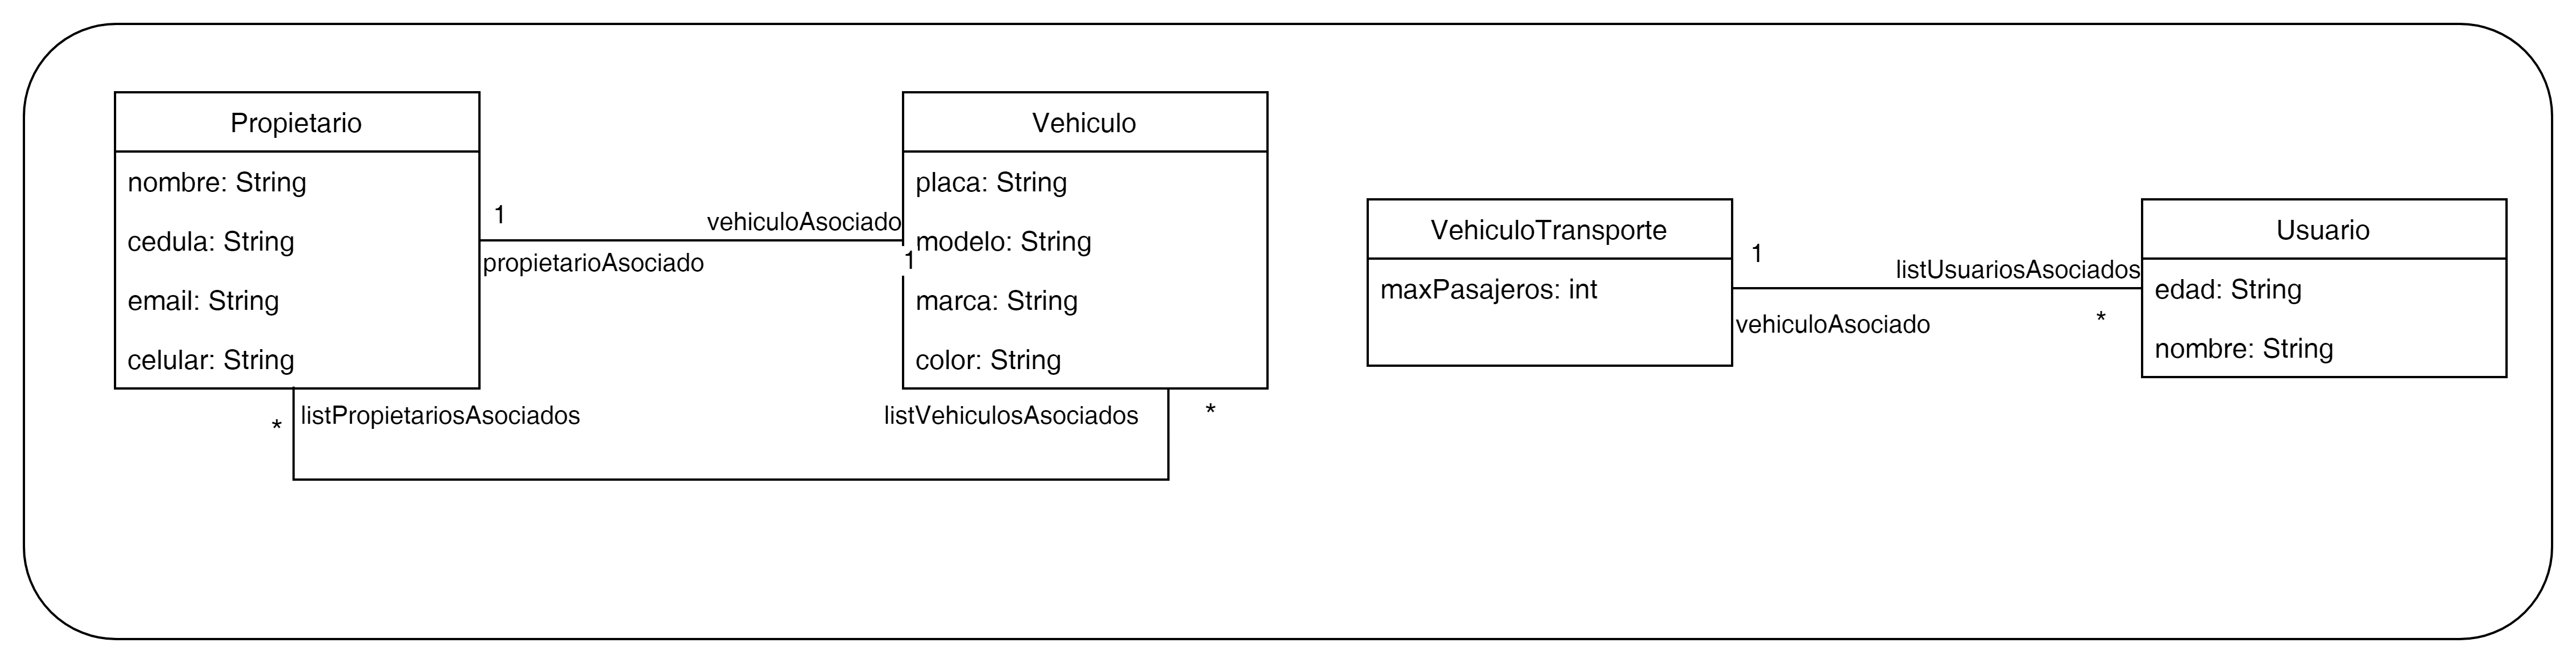 Propietario
nombre: String
cedula: String
email: String
celular: String
1
propietarioAsociado
vehiculoAsociado
1
Vehiculo
placa: String
modelo: String
marca: String
color: String
*
listPropietariosAsociados
listVehiculosAsociados
*
VehiculoTransporte
maxPasajeros: int
1
vehiculoAsociado
listUsuariosAsociados
*
Usuario
edad: String
nombre: String